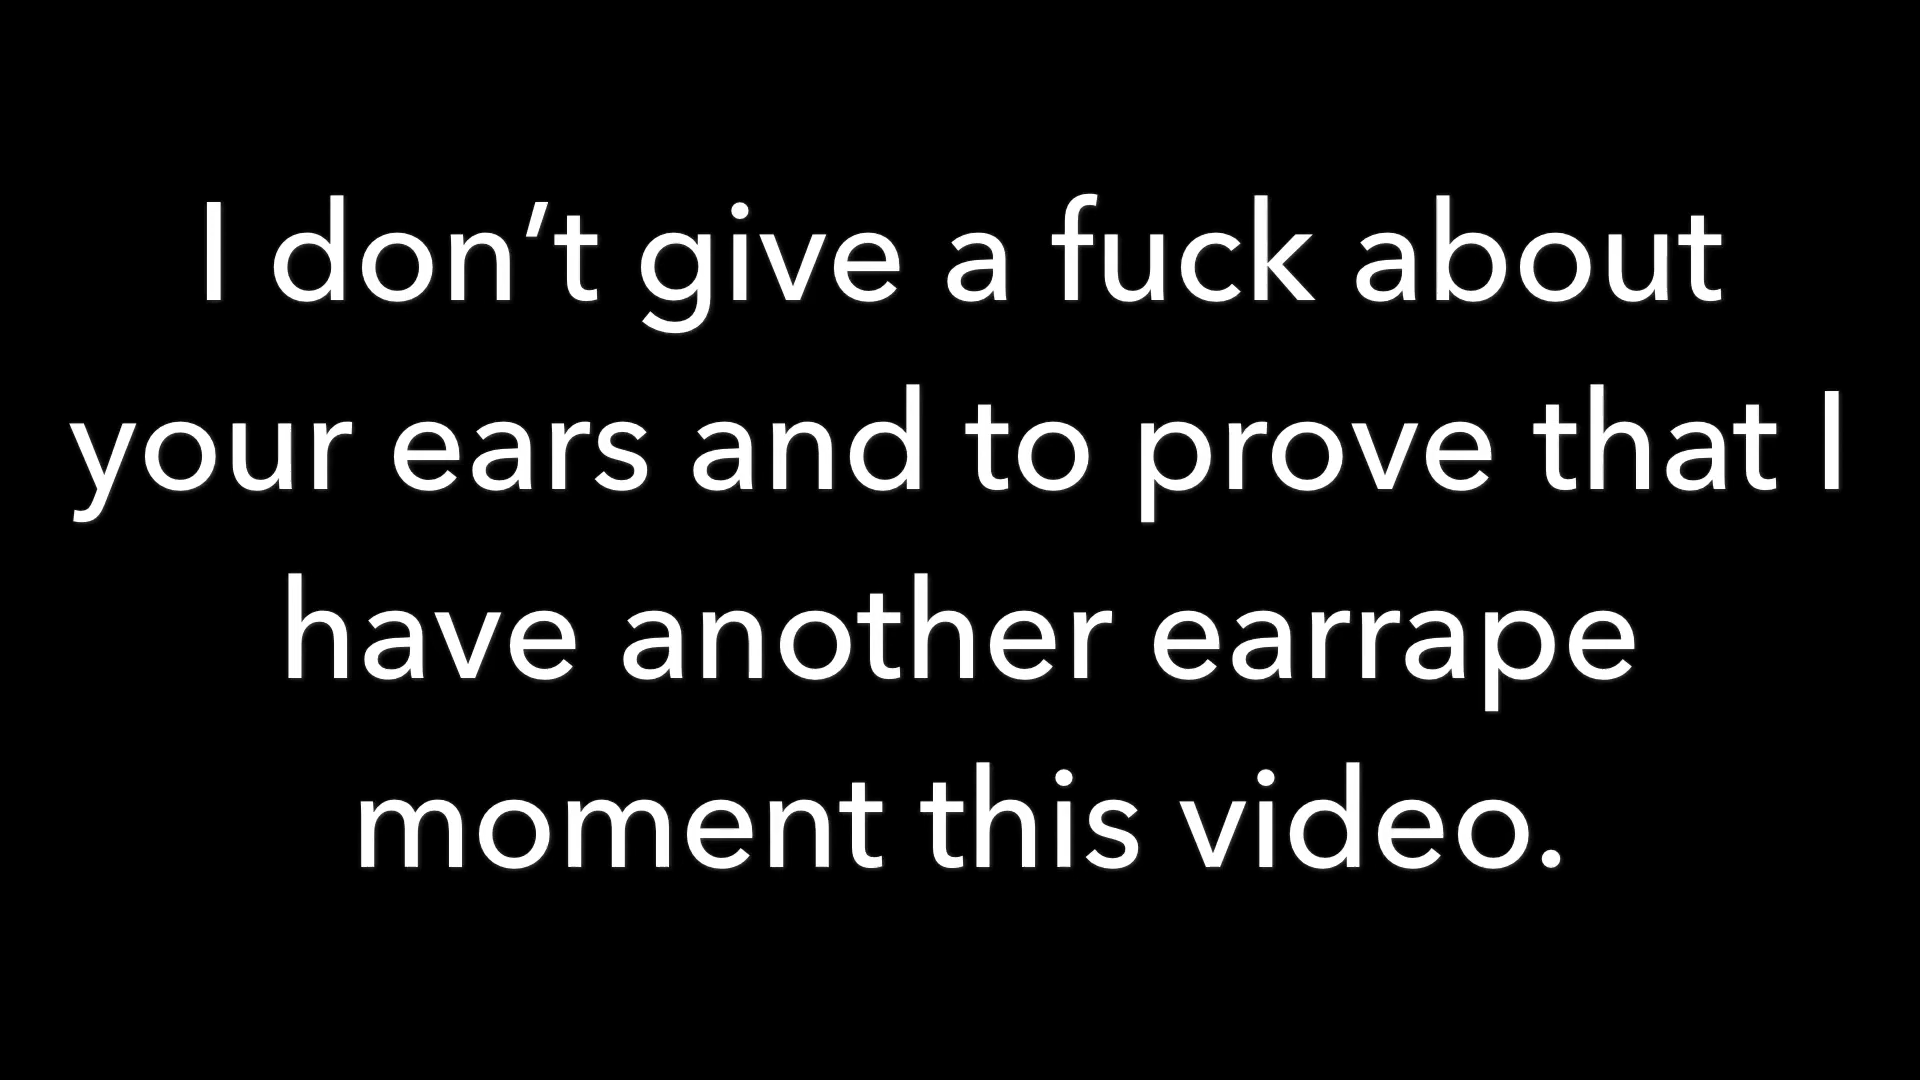 I don’t give a fuck about
your ears and to prove that I
have another earrape
moment this video.